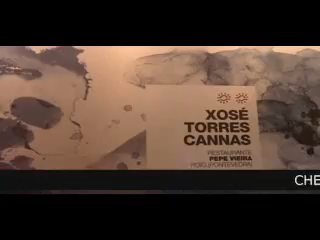 XOSÉ
TORRES
CANNAS
RESTAURANTE
PEPE VIEIRA
POIO (PONTEVEDRA)
CHE